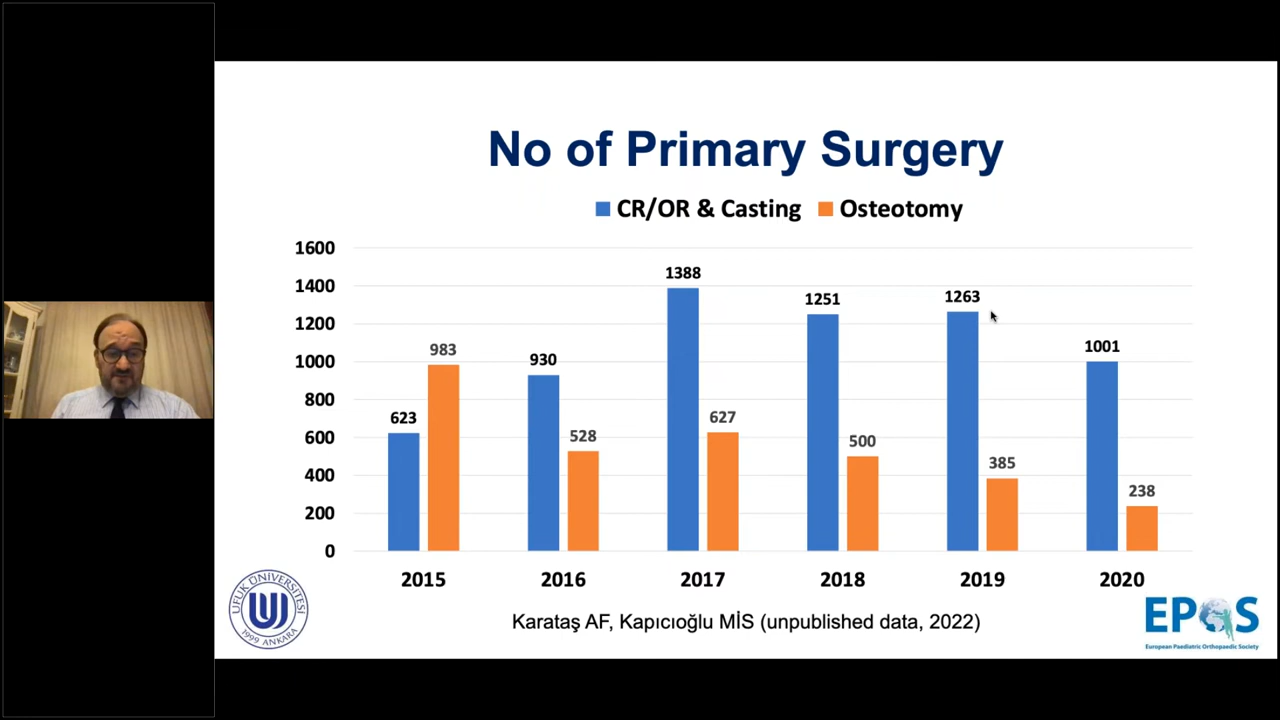 No of Primary Surgery
CR/OR & Casting Osteotomy
1600
1400
1200
1000
800
600
400
200
0
623 983
930 528
1388 627
1251 500
1263 385
1001 238
2015 2016 2017 2018 2019 2020
Karataş AF, Kapıcıoğlu MİS (unpublished data, 2022)
UFUK ÜNİVERSİTESİ
1999 ANKARA
EPOS
European Paediatric Orthopaedic Society